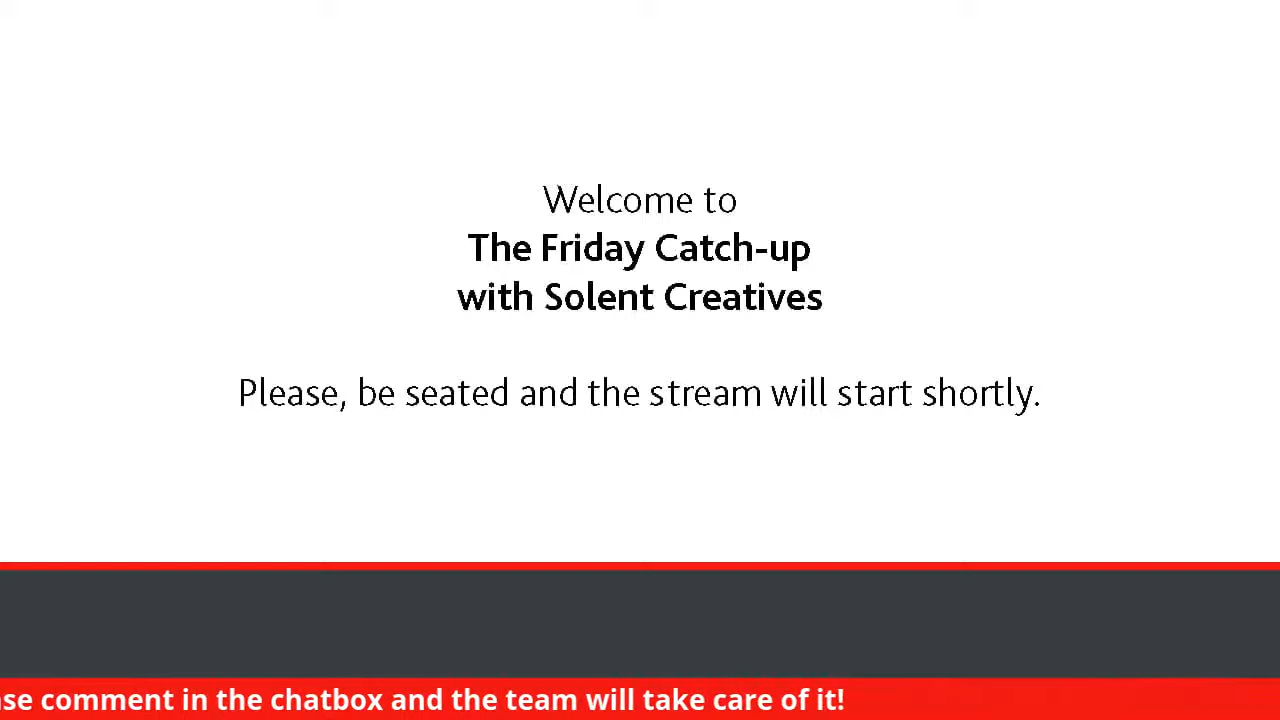 Welcome to
The Friday Catch-up
with Solent Creatives
Please, be seated and the stream will start shortly.
comment in the chatbox and the team will take care of it!